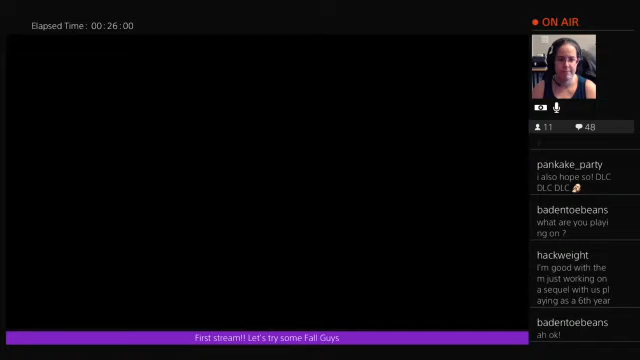 Elapsed Time: 00:26:00
ON AIR
11
48
pankake_party
i also hope so! DLC
DLC DLC
badentoebeans
what are you playi
ng on ?
hackweight
I'm good with the
m just working on
a sequel with us pl
aying as a 6th year
badentoebeans
ah ok!
First stream!! Let's try some Fall Guys